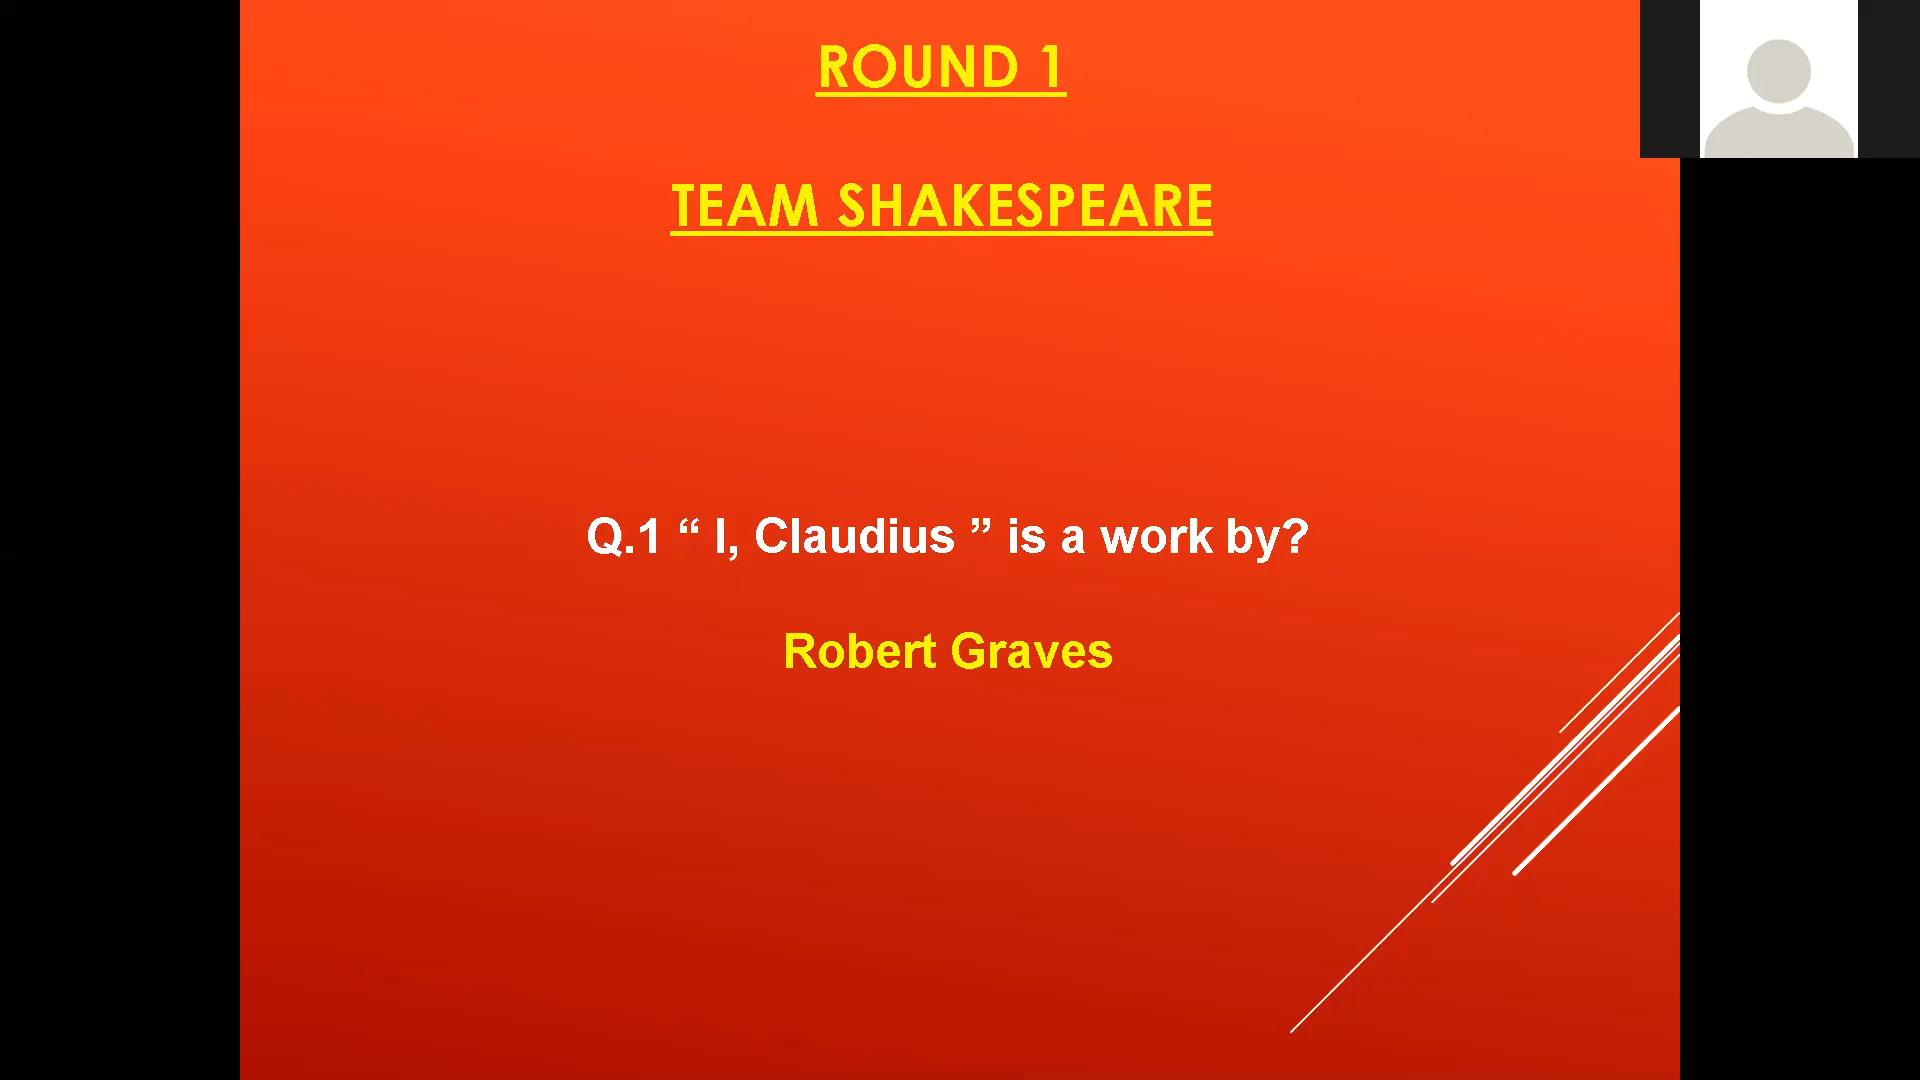 ROUND 1
TEAM SHAKESPEARE
Q.1 “ I, Claudius ” is a work by?
Robert Graves